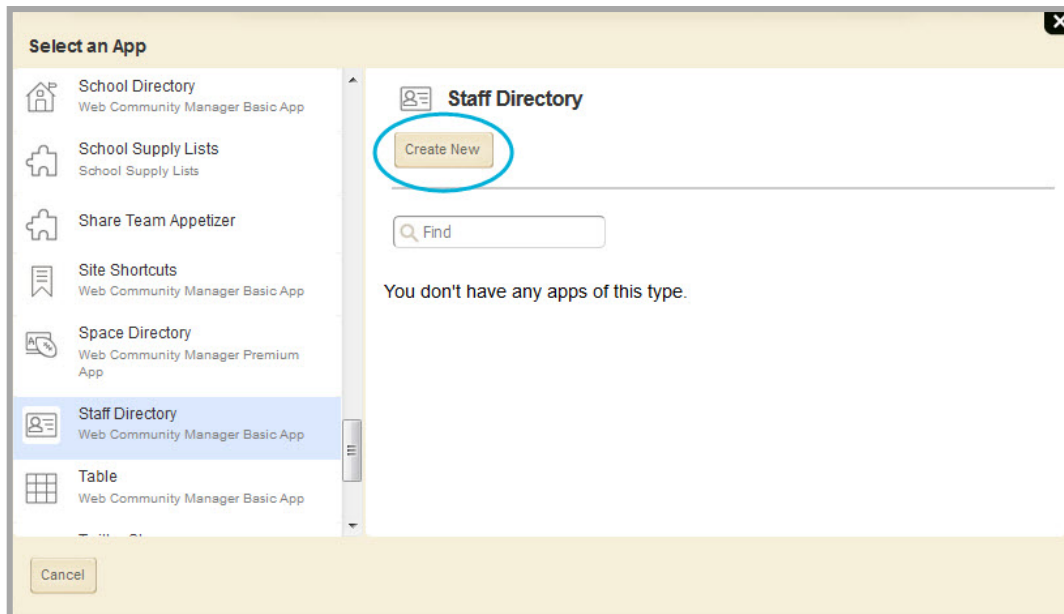 Select an App
School Directory
Web Community Manager Basic App
School Supply Lists
School Supply Lists
Share Team Appetizer
Site Shortcuts
Web Community Manager Basic App
Space Directory
Web Community Manager Premium
App
Staff Directory
Web Community Manager Basic App
Table
Web Community Manager Basic App
Staff Directory
Create New
Find
You don't have any apps of this type.
Cancel